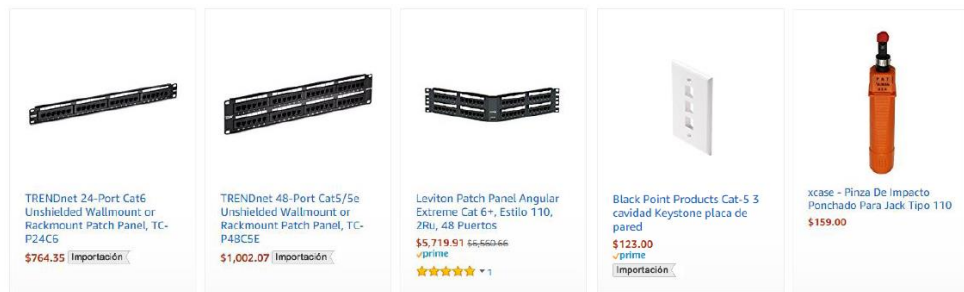 TRENDnet 24-Port Cat6
Unshielded Wallmount or
Rackmount Patch Panel, TC-
P24C6
$764.35 Importación
TRENDnet 48-Port Cat5/5e
Unshielded Wallmount or
Rackmount Patch Panel, TC-
P48C5E
$1,002.07 Importación
Leviton Patch Panel Angular
Extreme Cat 6+, Estilo 110,
2Ru, 48 Puertos
$5,719.91 $6,560.66
prime
1
Black Point Products Cat-5 3
cavidad Keystone placa de
pared
$123.00
prime
Importación
xcase - Pinza De Impacto
Ponchado Para Jack Tipo 110
$159.00